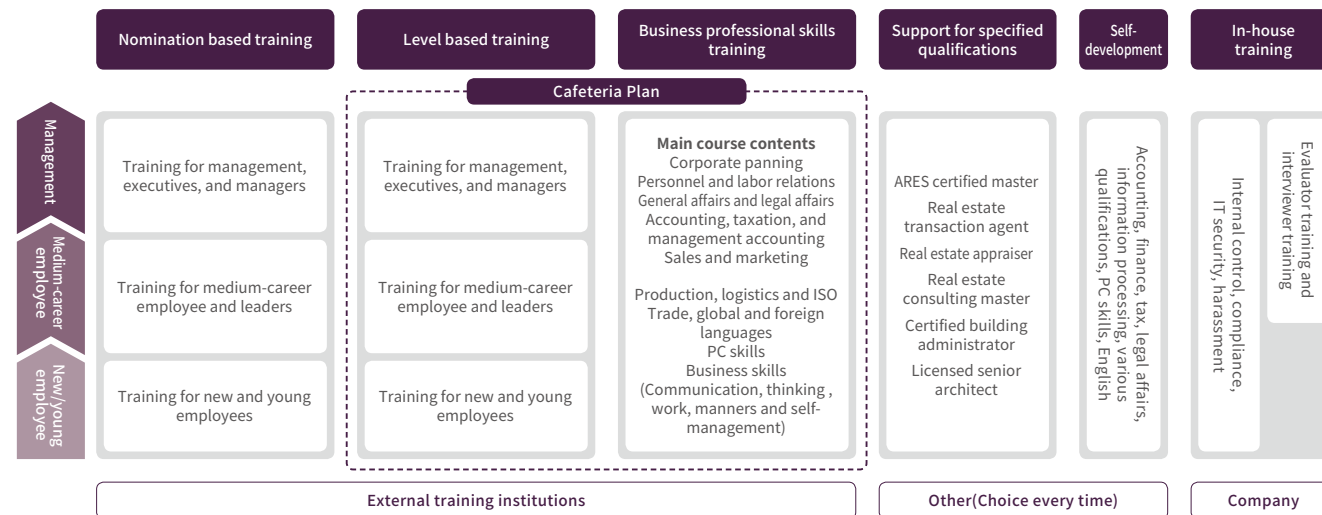 Nomination based training
Level based training
Business professional skills
training
Support for specified
qualifications
Self-
development
In-house
training
Cafeteria Plan
Management
Medium-career
employee
New/young
employee
Training for management,
executives, and managers
Training for medium-career
employee and leaders
Training for new and young
employees
Training for management,
executives, and managers
Training for medium-career
employee and leaders
Training for new and young
employees
Main course contents
Corporate panning
Personnel and labor relations
General affairs and legal affairs
Accounting, taxation, and
management accounting
Sales and marketing
Production, logistics and ISO
Trade, global and foreign
languages
PC skills
Business skills
(Communication, thinking ,
work, manners and self-
management)
ARES certified master
Real estate
transaction agent
Real estate appraiser
Real estate
consulting master
Certified building
administrator
Licensed senior
architect
Accounting, finance, tax, legal affairs,
information processing, various
qualifications, PC skills, English
Internal control, compliance,
IT security, harassment
Evaluator training and
interviewer training
External training institutions
Other(Choice every time)
Company